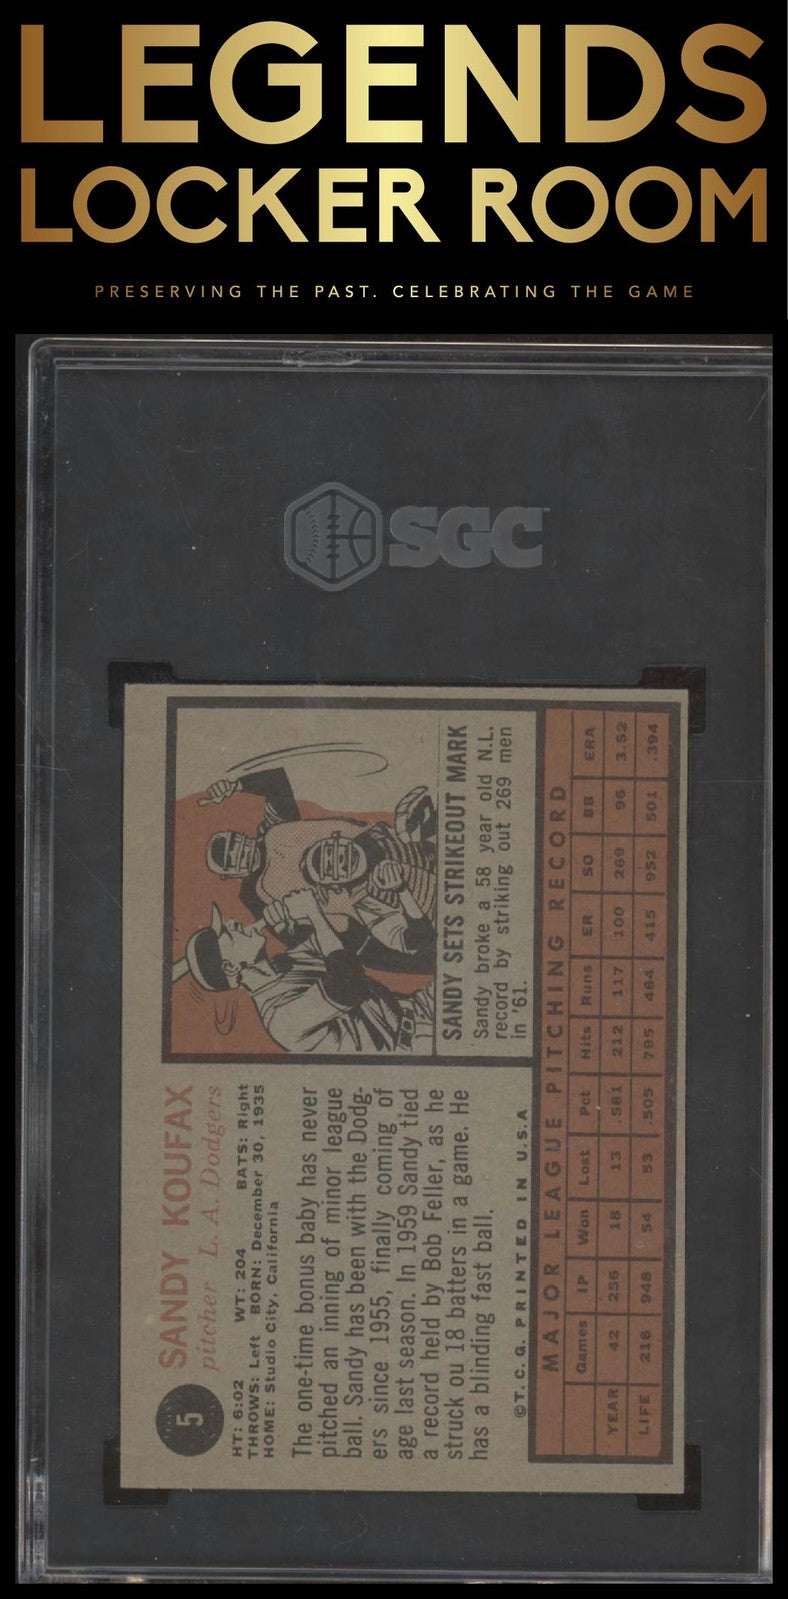 LEGENDS
LOCKER ROOM
PRESERVING THE PAST. CELEBRATING THE GAME
SGC
5
SANDY KOUFAX
pitcher L. A. Dodgers
HT: 6:02 WT: 204 BATS: Right
THROWS: Left BORN: December 30, 1935
HOME: Studio City, California
The one-time bonus baby has never
pitched an inning of minor league
ball. Sandy has been with the Dodg-
ers since 1955, finally coming of
age last season. In 1959 Sandy tied
a record held by Bob Feller, as he
struck ou 18 batters in a game. He
has a blinding fast ball.
©T.C.G. PRINTED IN U.S.A
SANDY SETS STRIKEOUT MARK
Sandy broke a 58 year old N.L.
record by striking out 269 men
in '61.
MAJOR LEAGUE PITCHING RECORD
Games IP Won Lost Pct Hits Runs ER SO BB ERA
YEAR 42 256 18 13 .581 212 117 100 269 96 3.52
LIFE 216 948 54 53 .505 795 464 415 952 501 .394